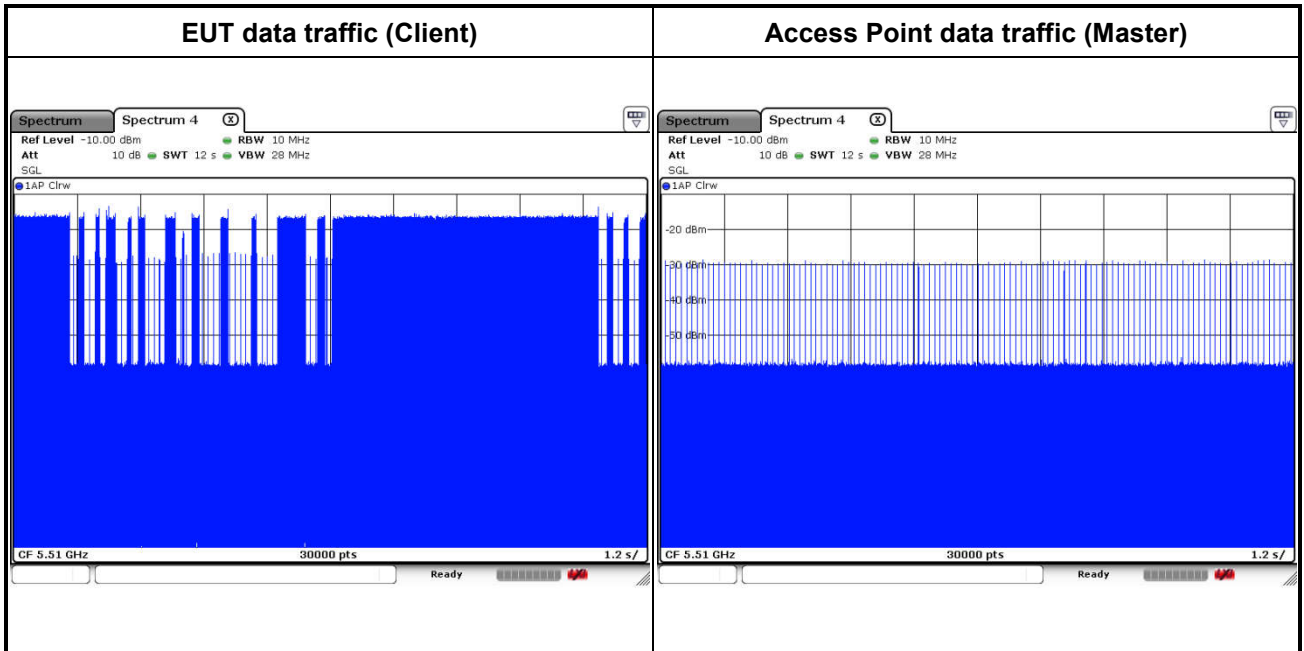 EUT data traffic (Client)
Access Point data traffic (Master)
Spectrum Spectrum 4 X
Ref Level -10.00 dBm RBW 10 MHz
Att 10 dB SWT 12 s VBW 28 MHz
SGL
1AP Clrw
CF 5.51 GHz 30000 pts 1.2 s/
Ready
Spectrum Spectrum 4 X
Ref Level -10.00 dBm RBW 10 MHz
Att 10 dB SWT 12 s VBW 28 MHz
SGL
1AP Clrw
-20 dBm
-30 dBm
-40 dBm
-50 dBm
CF 5.51 GHz 30000 pts 1.2 s/
Ready